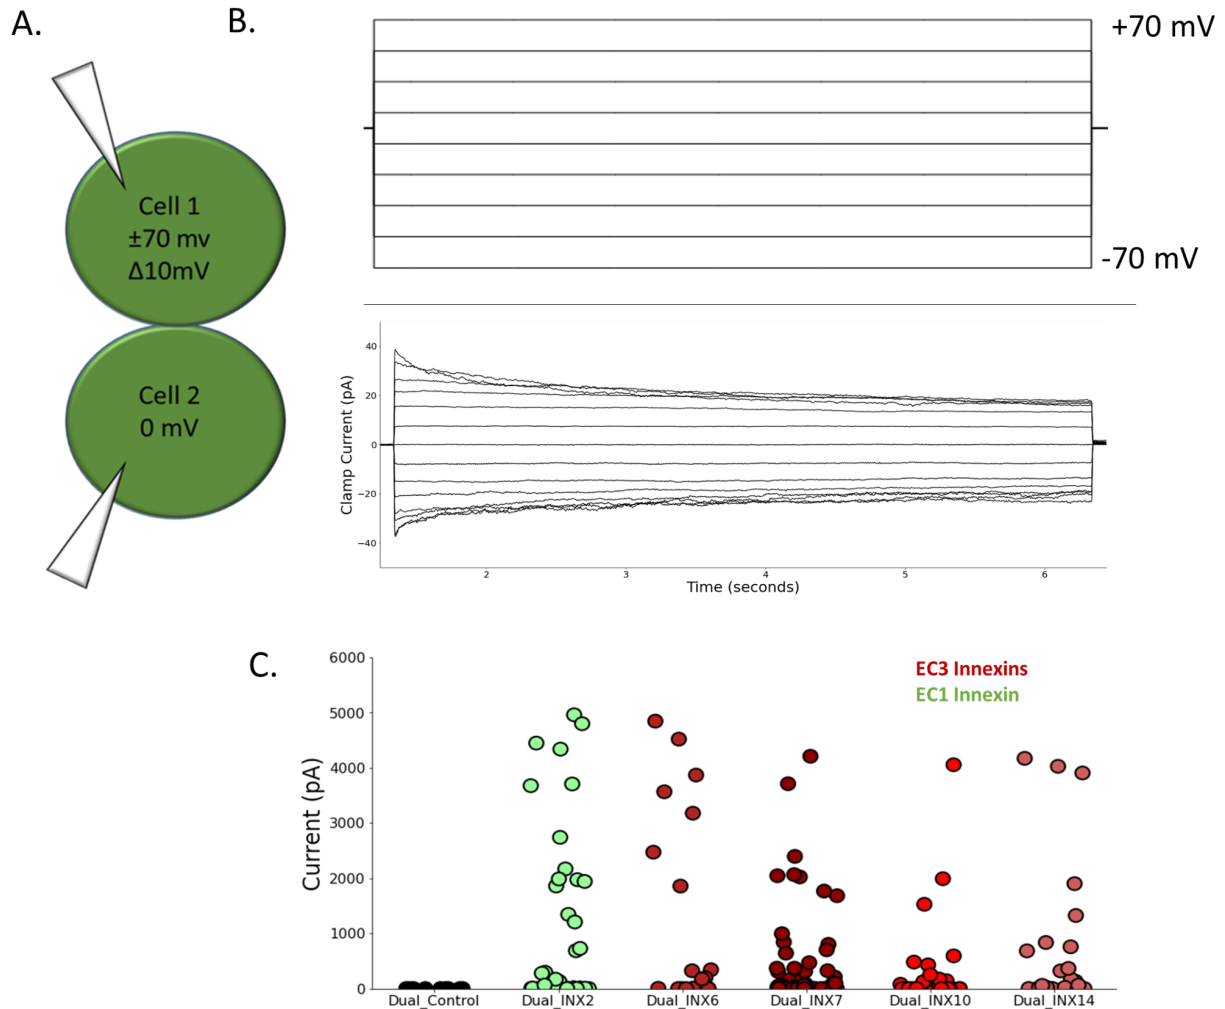 A.
B.
+70 mV
-70 mV
Cell 1
±70 mv
Δ10mV
Cell 2
0 mV
Clamp Current (pA)
40
20
0
−20
−40
2 3 4 5 6
Time (seconds)
C.
EC3 Innexins
EC1 Innexin
Current (pA)
6000
5000
4000
3000
2000
1000
0
Dual_Control Dual_INX2 Dual_INX6 Dual_INX7 Dual_INX10 Dual_INX14